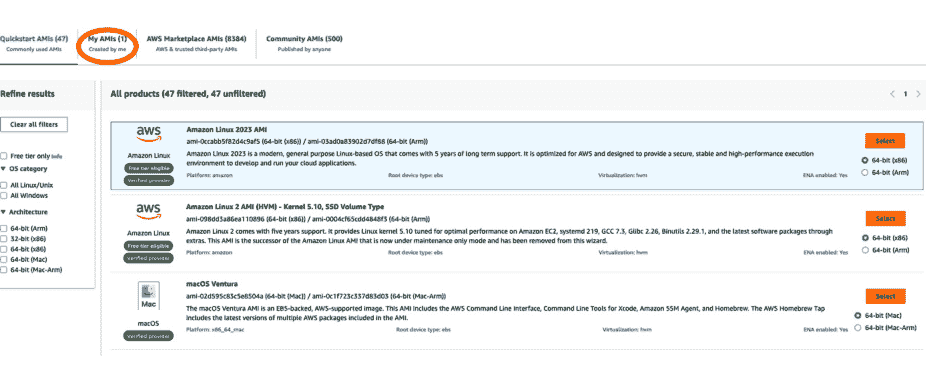 Quickstart AMIs (47)
Commonly used AMIs
My AMIs (1)
Created by me
AWS Marketplace AMIs (8384)
AWS & trusted third-party AMIs
Community AMIs (500)
Published by anyone
Refine results
Clear all filters
Free tier only Info
OS category
All Linux/Unix
All Windows
Architecture
64-bit (Arm)
32-bit (x86)
64-bit (x86)
64-bit (Mac)
64-bit (Mac-Arm)
All products (47 filtered, 47 unfiltered)
< 1 >
aws
Amazon Linux
Free tier eligible
Verified provider
Amazon Linux 2023 AMI
ami-0ccabb5f82d4c9af5 (64-bit (x86)) / ami-03ad0a83902d7df68 (64-bit (Arm))
Amazon Linux 2023 is a modern, general purpose Linux-based OS that comes with 5 years of long term support. It is optimized for AWS and designed to provide a secure, stable and high-performance execution
environment to develop and run your cloud applications.
Platform: amazon Root device type: ebs Virtualization: hvm ENA enabled: Yes
Select
64-bit (x86)
64-bit (Arm)
aws
Amazon Linux
Free tier eligible
Verified provider
Amazon Linux 2 AMI (HVM) - Kernel 5.10, SSD Volume Type
ami-098dd3a86ea110896 (64-bit (x86)) / ami-0004cf65cdd4848f3 (64-bit (Arm))
Amazon Linux 2 comes with five years support. It provides Linux kernel 5.10 tuned for optimal performance on Amazon EC2, systemd 219, GCC 7.3, Glibc 2.26, Binutils 2.29.1, and the latest software packages through
extras. This AMI is the successor of the Amazon Linux AMI that is now under maintenance only mode and has been removed from this wizard.
Platform: amazon Root device type: ebs Virtualization: hvm ENA enabled: Yes
Select
64-bit (x86)
64-bit (Arm)
Mac
macOS
Verified provider
macOS Ventura
ami-02d595c83c5e8504a (64-bit (Mac)) / ami-0c1f723c337d83d03 (64-bit (Mac-Arm))
The macOS Ventura AMI is an EBS-backed, AWS-supported image. This AMI includes the AWS Command Line Interface, Command Line Tools for Xcode, Amazon SSM Agent, and Homebrew. The AWS Homebrew Tap
includes the latest versions of multiple AWS packages included in the AMI.
Platform: x86_64_mac Root device type: ebs Virtualization: hvm ENA enabled: Yes
Select
64-bit (Mac)
64-bit (Mac-Arm)